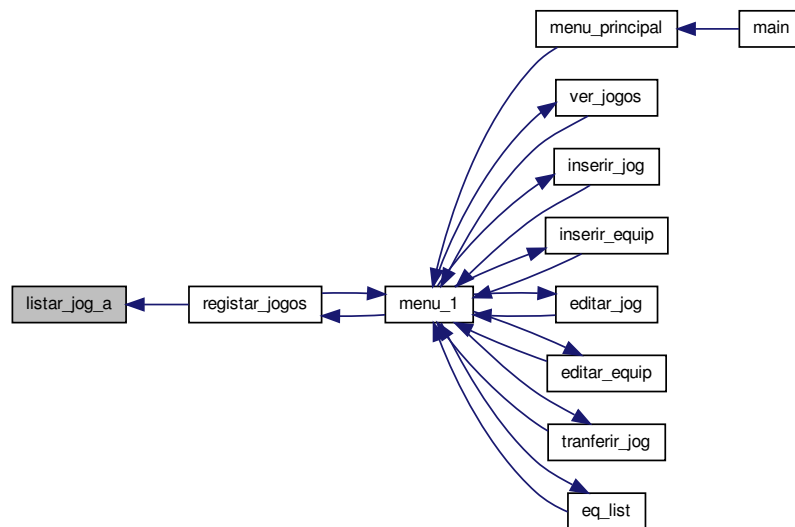 menu_principal
main
ver_jogos
inserir_jog
inserir_equip
listar_jog_a
registar_jogos
menu_1
editar_jog
editar_equip
tranferir_jog
eq_list